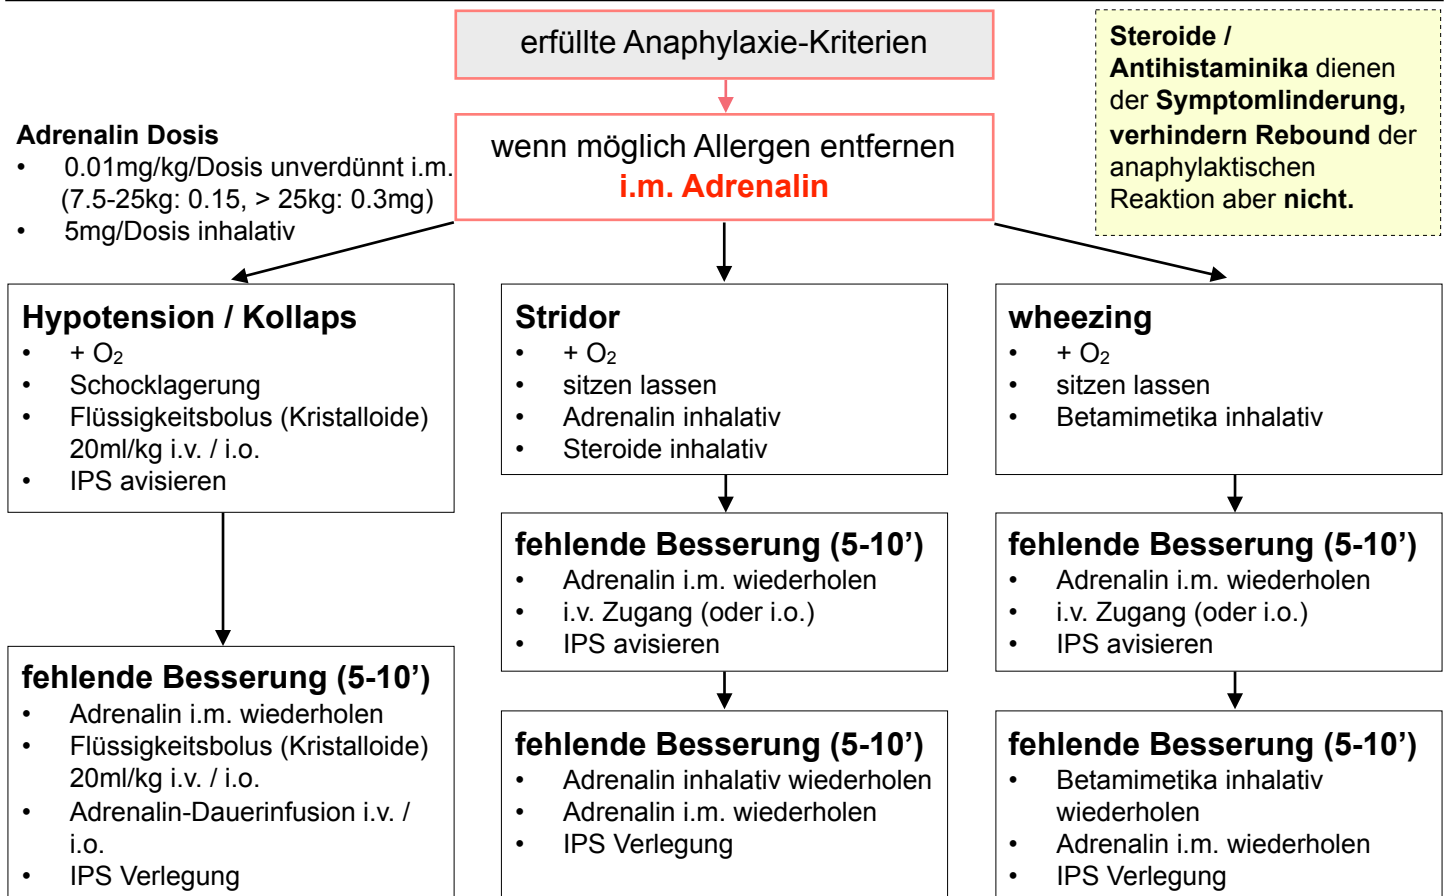 erfüllte Anaphylaxie-Kriterien
Steroide /
Antihistaminika dienen
der Symptomlinderung,
verhindern Rebound der
anaphylaktischen
Reaktion aber nicht.
Adrenalin Dosis
• 0.01mg/kg/Dosis unverdünnt i.m.
(7.5-25kg: 0.15, > 25kg: 0.3mg)
• 5mg/Dosis inhalativ
wenn möglich Allergen entfernen
i.m. Adrenalin
Hypotension / Kollaps
• + O₂
• Schocklagerung
• Flüssigkeitsbolus (Kristalloide)
20ml/kg i.v. / i.o.
• IPS avisieren
fehlende Besserung (5-10’)
• Adrenalin i.m. wiederholen
• Flüssigkeitsbolus (Kristalloide)
20ml/kg i.v. / i.o.
• Adrenalin-Dauerinfusion i.v. /
i.o.
• IPS Verlegung
Stridor
• + O₂
• sitzen lassen
• Adrenalin inhalativ
• Steroide inhalativ
fehlende Besserung (5-10’)
• Adrenalin i.m. wiederholen
• i.v. Zugang (oder i.o.)
• IPS avisieren
fehlende Besserung (5-10’)
• Adrenalin inhalativ wiederholen
• Adrenalin i.m. wiederholen
• IPS Verlegung
wheezing
• + O₂
• sitzen lassen
• Betamimetika inhalativ
fehlende Besserung (5-10’)
• Adrenalin i.m. wiederholen
• i.v. Zugang (oder i.o.)
• IPS avisieren
fehlende Besserung (5-10’)
• Betamimetika inhalativ
wiederholen
• Adrenalin i.m. wiederholen
• IPS Verlegung